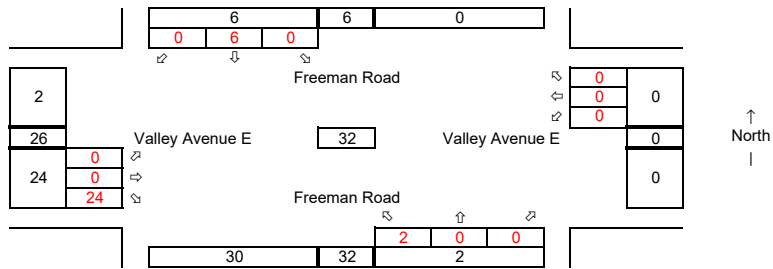 6 6 0
0 6 0
⬃ ⇩ ⬂
Freeman Road
2
⬁ 0
⇦ 0 0
⬃ 0
↑
North
|
26 Valley Avenue E 32 Valley Avenue E 0
24
0 ⬀
0 ⇨
24 ⬂
0
Freeman Road
⬁ ⇧ ⬀
2 0 0
30 32 2